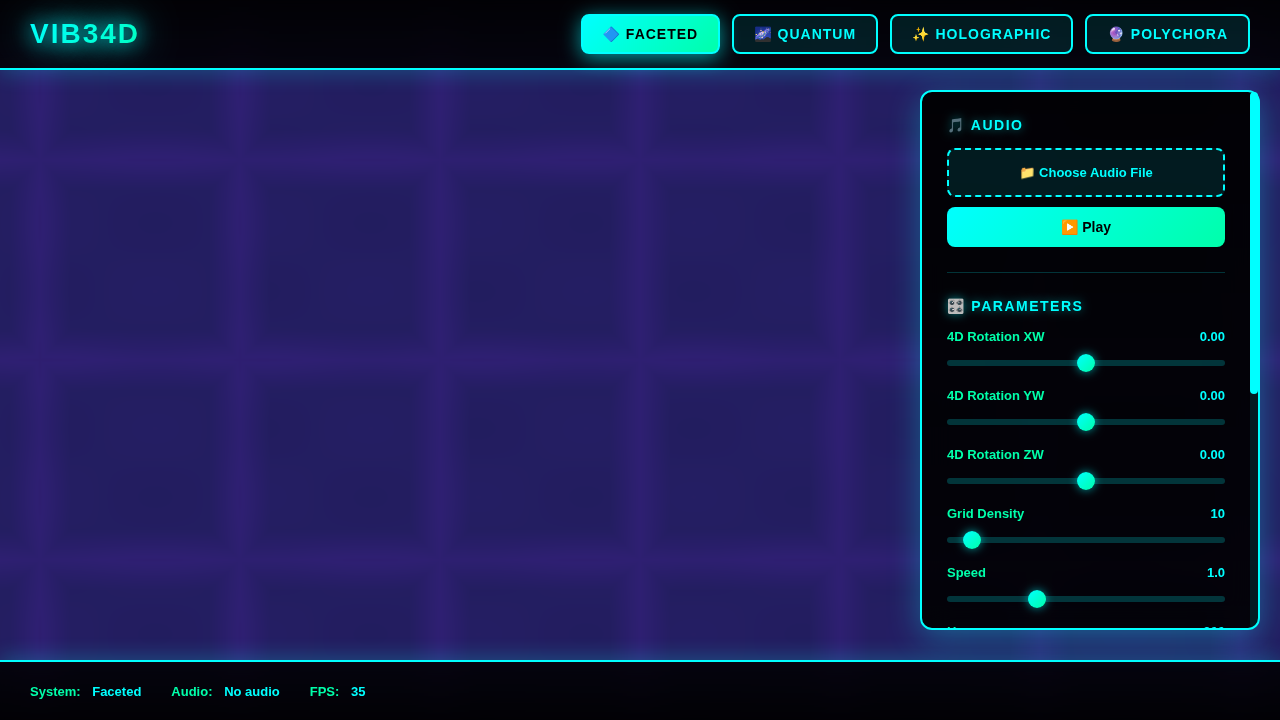 VIB34D
FACETED
QUANTUM
HOLOGRAPHIC
POLYCHORA
AUDIO
Choose Audio File
Play
PARAMETERS
4D Rotation XW 0.00
4D Rotation YW 0.00
4D Rotation ZW 0.00
Grid Density 10
Speed 1.0
System: Faceted Audio: No audio FPS: 35